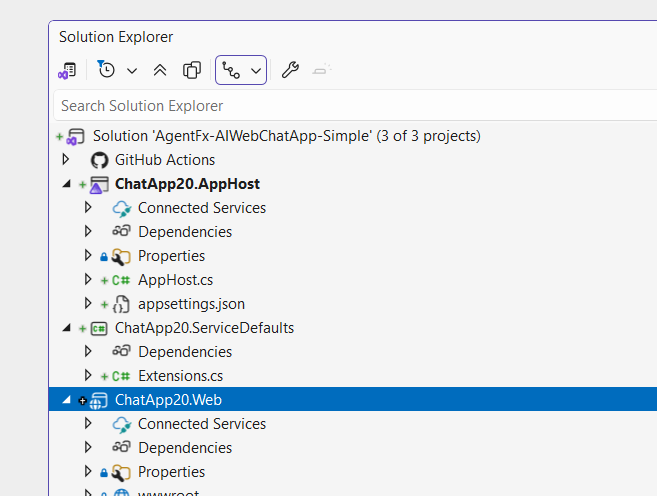 Solution Explorer
Search Solution Explorer
Solution 'AgentFx-AIWebChatApp-Simple' (3 of 3 projects)
GitHub Actions
ChatApp20.AppHost
Connected Services
Dependencies
Properties
C# AppHost.cs
appsettings.json
C# ChatApp20.ServiceDefaults
Dependencies
C# Extensions.cs
ChatApp20.Web
Connected Services
Dependencies
Properties
wwwroot